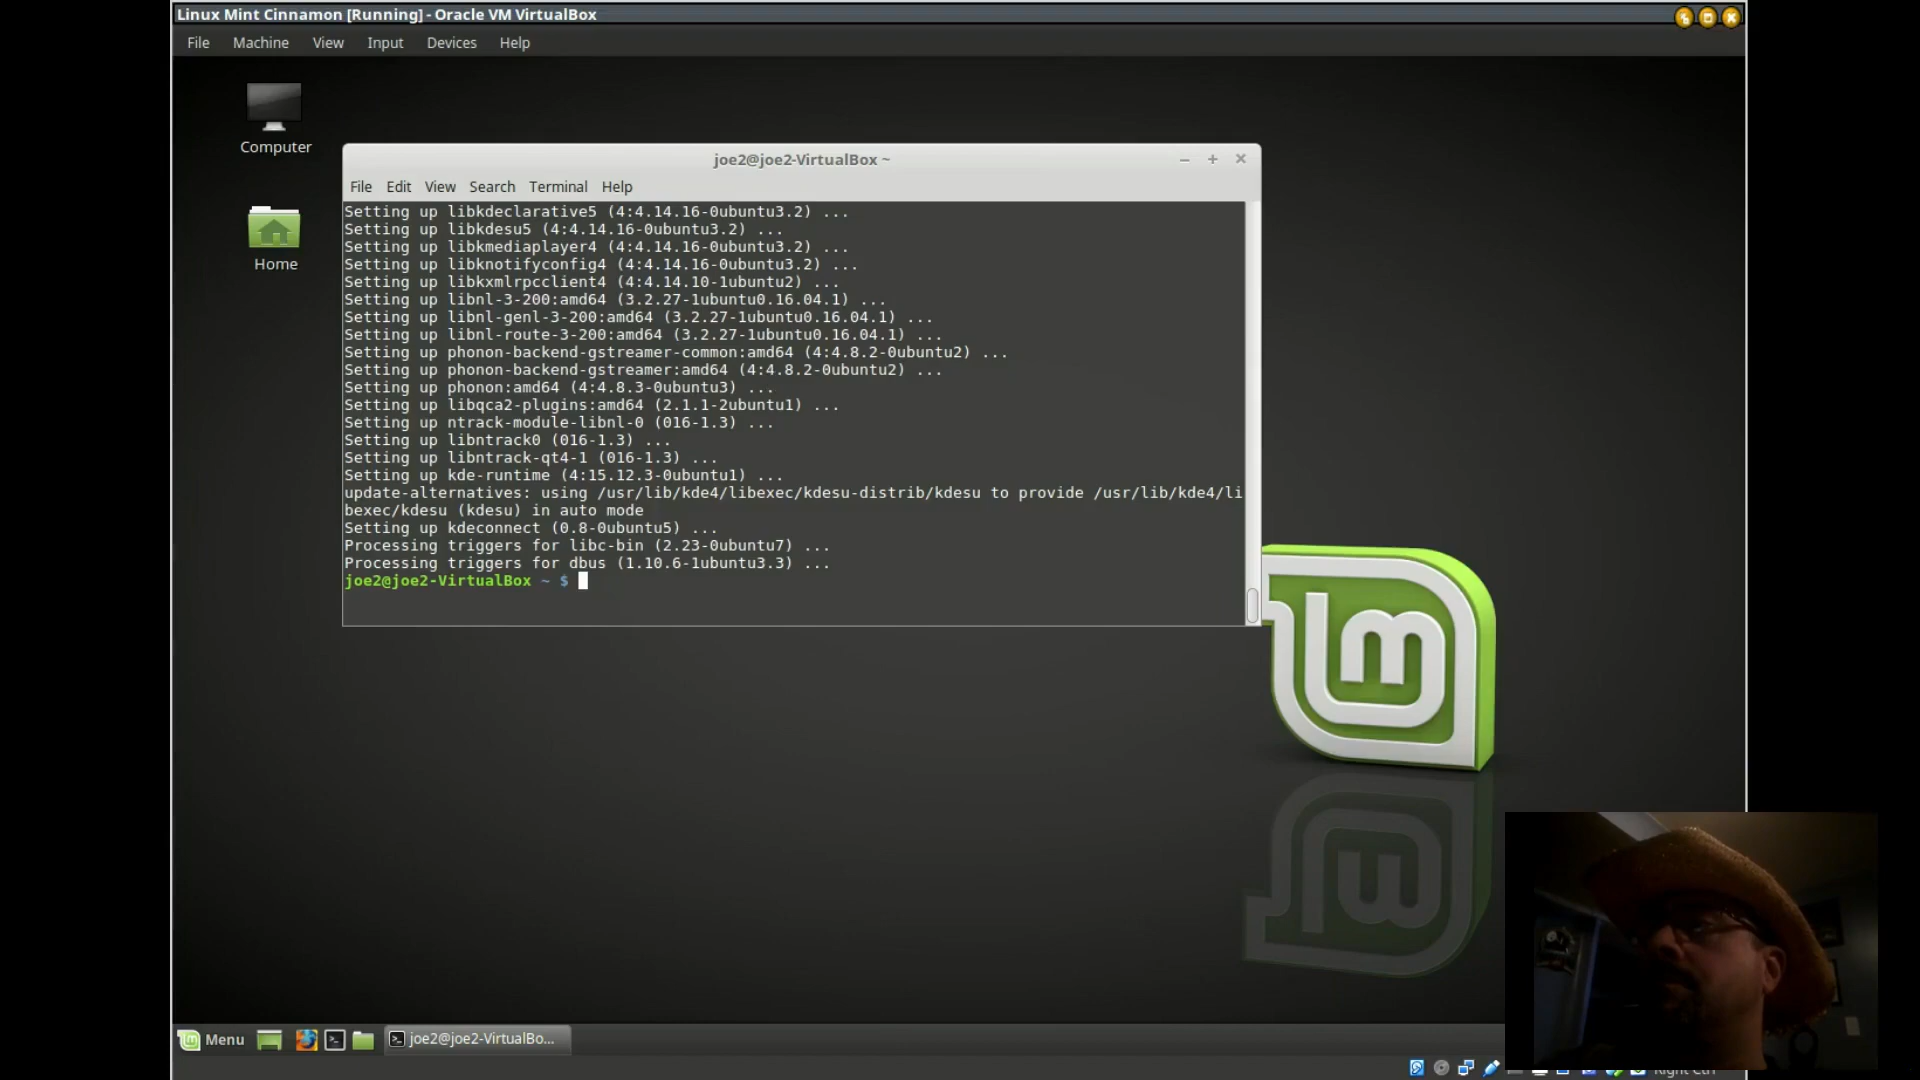 Linux Mint Cinnamon [Running] - Oracle VM VirtualBox
File Machine View Input Devices Help
Computer
Home
joe2@joe2-VirtualBox ~
File Edit View Search Terminal Help
Setting up libkdeclarative5 (4:4.14.16-0ubuntu3.2) ...
Setting up libkdesu5 (4:4.14.16-0ubuntu3.2) ...
Setting up libkmediaplayer4 (4:4.14.16-0ubuntu3.2) ...
Setting up libknotifyconfig4 (4:4.14.16-0ubuntu3.2) ...
Setting up libkxmlrpcclient4 (4:4.14.10-1ubuntu2) ...
Setting up libnl-3-200:amd64 (3.2.27-1ubuntu0.16.04.1) ...
Setting up libnl-genl-3-200:amd64 (3.2.27-1ubuntu0.16.04.1) ...
Setting up libnl-route-3-200:amd64 (3.2.27-1ubuntu0.16.04.1) ...
Setting up phonon-backend-gstreamer-common:amd64 (4:4.8.2-0ubuntu2) ...
Setting up phonon-backend-gstreamer:amd64 (4:4.8.2-0ubuntu2) ...
Setting up phonon:amd64 (4:4.8.3-0ubuntu3) ...
Setting up libqca2-plugins:amd64 (2.1.1-2ubuntu1) ...
Setting up ntrack-module-libnl-0 (016-1.3) ...
Setting up libntrack0 (016-1.3) ...
Setting up libntrack-qt4-1 (016-1.3) ...
Setting up kde-runtime (4:15.12.3-0ubuntu1) ...
update-alternatives: using /usr/lib/kde4/libexec/kdesu-distrib/kdesu to provide /usr/lib/kde4/li
bexec/kdesu (kdesu) in auto mode
Setting up kdeconnect (0.8-0ubuntu5) ...
Processing triggers for libc-bin (2.23-0ubuntu7) ...
Processing triggers for dbus (1.10.6-1ubuntu3.3) ...
joe2@joe2-VirtualBox ~ $
lm
Menu joe2@joe2-VirtualBo...
Right Ctrl